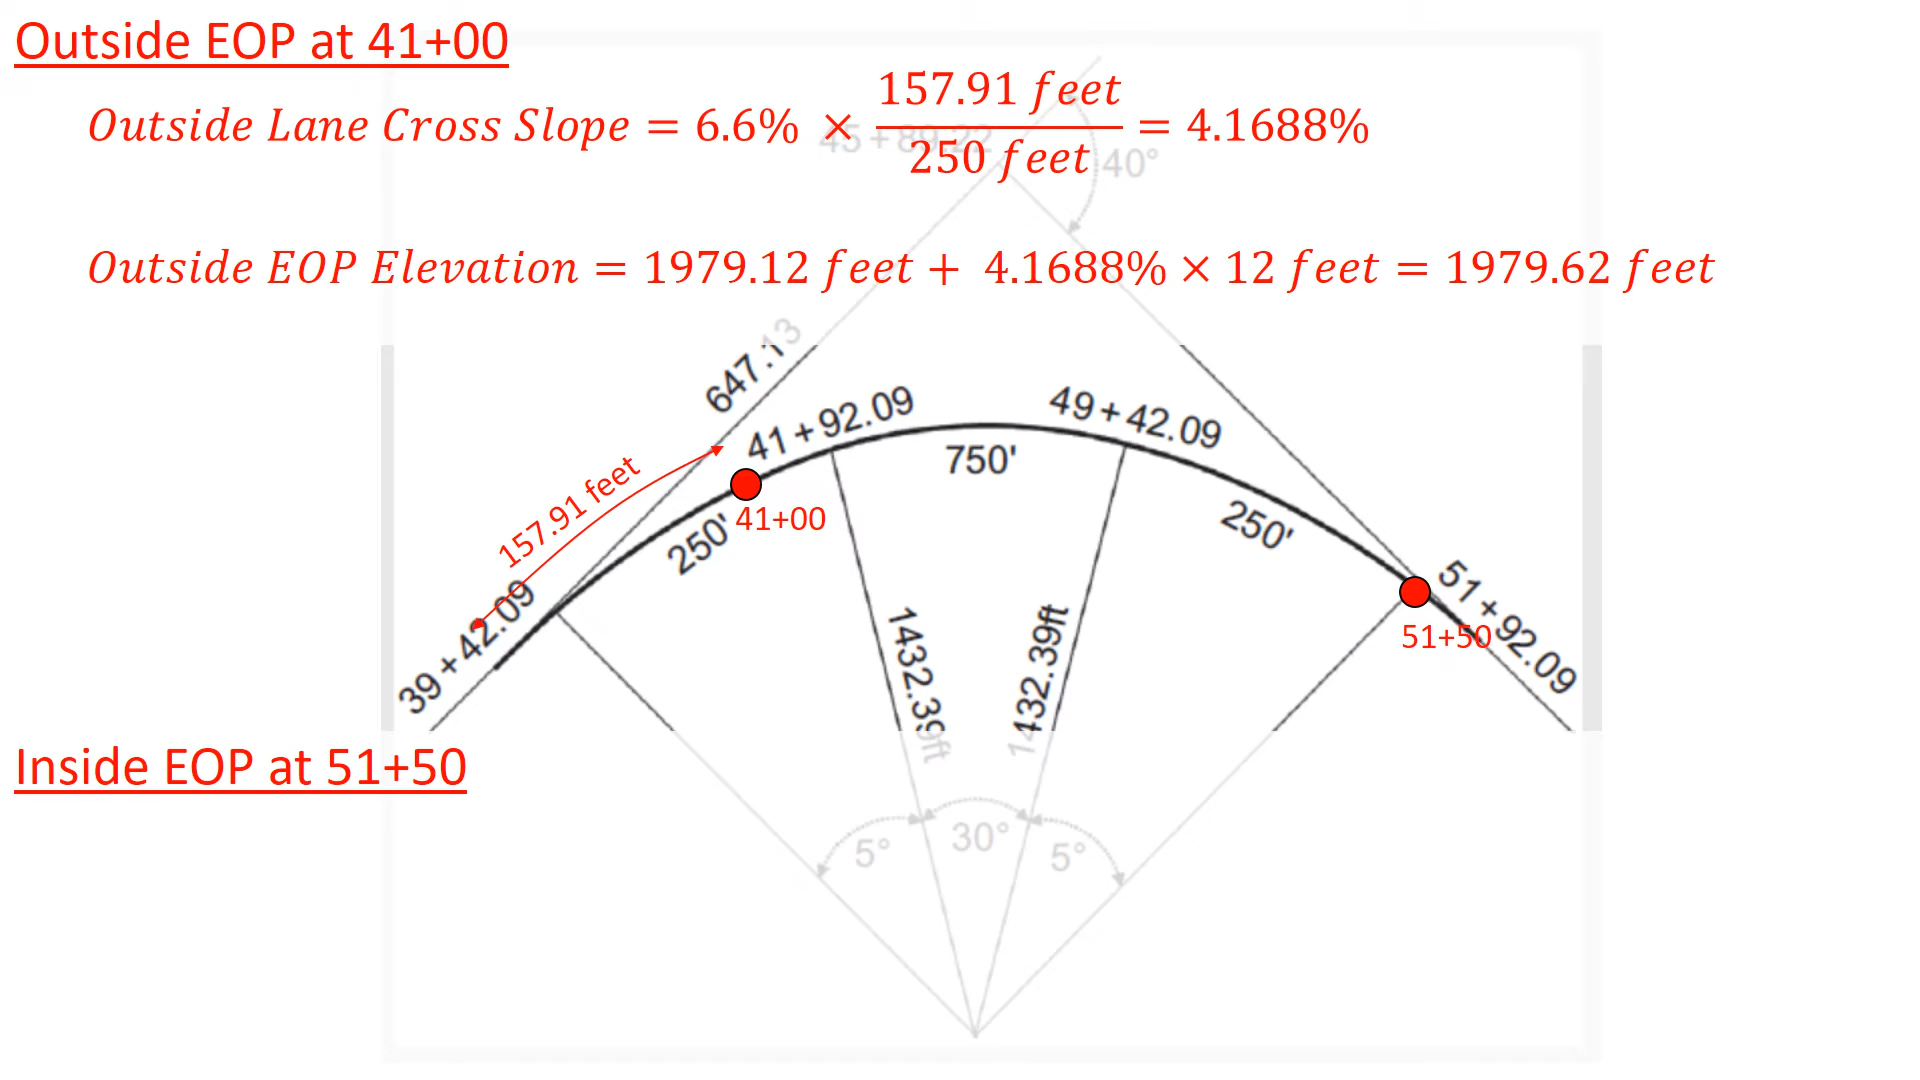 Outside EOP at 41+00
Outside Lane Cross Slope = 6.6% × 157.91 feet / 250 feet = 4.1688%
45+89.22
40°
Outside EOP Elevation = 1979.12 feet + 4.1688% × 12 feet = 1979.62 feet
647.13
41+92.09
49+42.09
750'
157.91 feet
41+00
250'
250'
39+42.09
51+92.09
51+50
1432.39ft
1432.39ft
Inside EOP at 51+50
5°
30°
5°